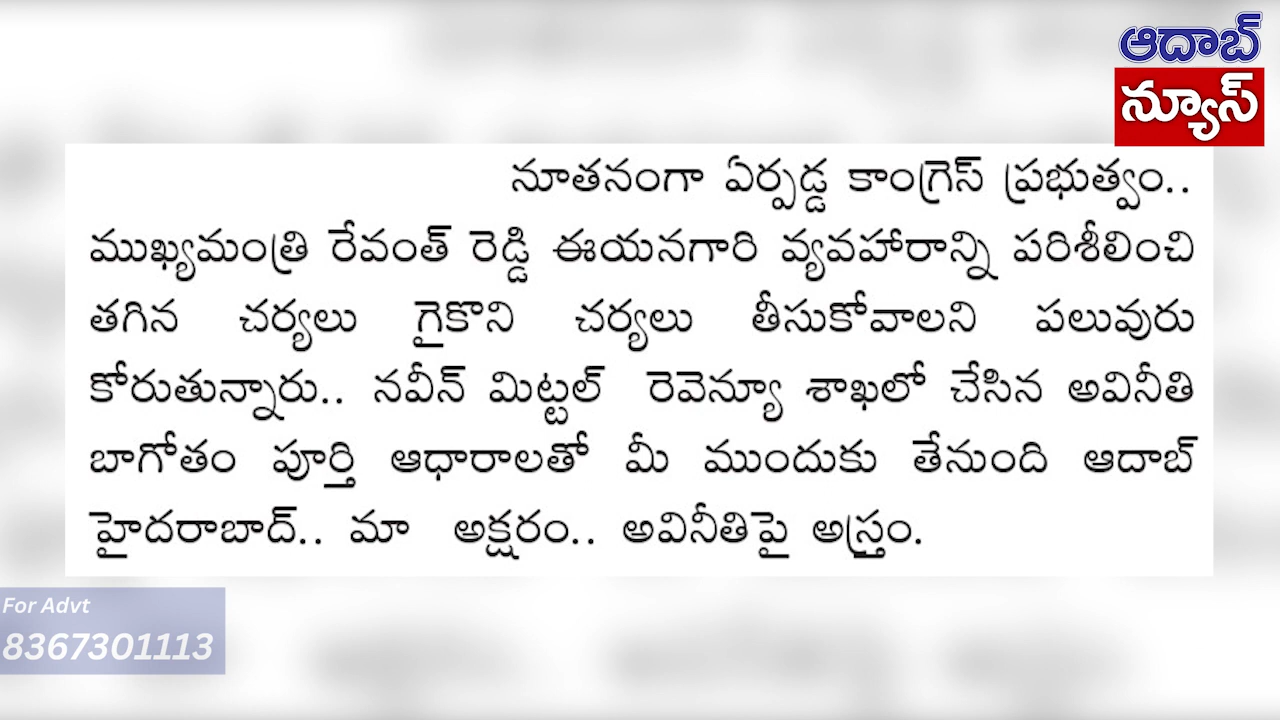 ఆదాబ్
న్యూస్
నూతనంగా ఏర్పడ్డ కాంగ్రెస్ ప్రభుత్వం..
ముఖ్యమంత్రి రేవంత్ రెడ్డి ఈయనగారి వ్యవహారాన్ని పరిశీలించి
తగిన చర్యలు గైకొని చర్యలు తీసుకోవాలని పలువురు
కోరుతున్నారు.. నవీన్ మిట్టల్ రెవెన్యూ శాఖలో చేసిన అవినీతి
బాగోతం పూర్తి ఆధారాలతో మీ ముందుకు తేనుంది ఆదాబ్
హైదరాబాద్.. మా అక్షరం.. అవినీతిపై అస్త్రం.
For Advt
8367301113